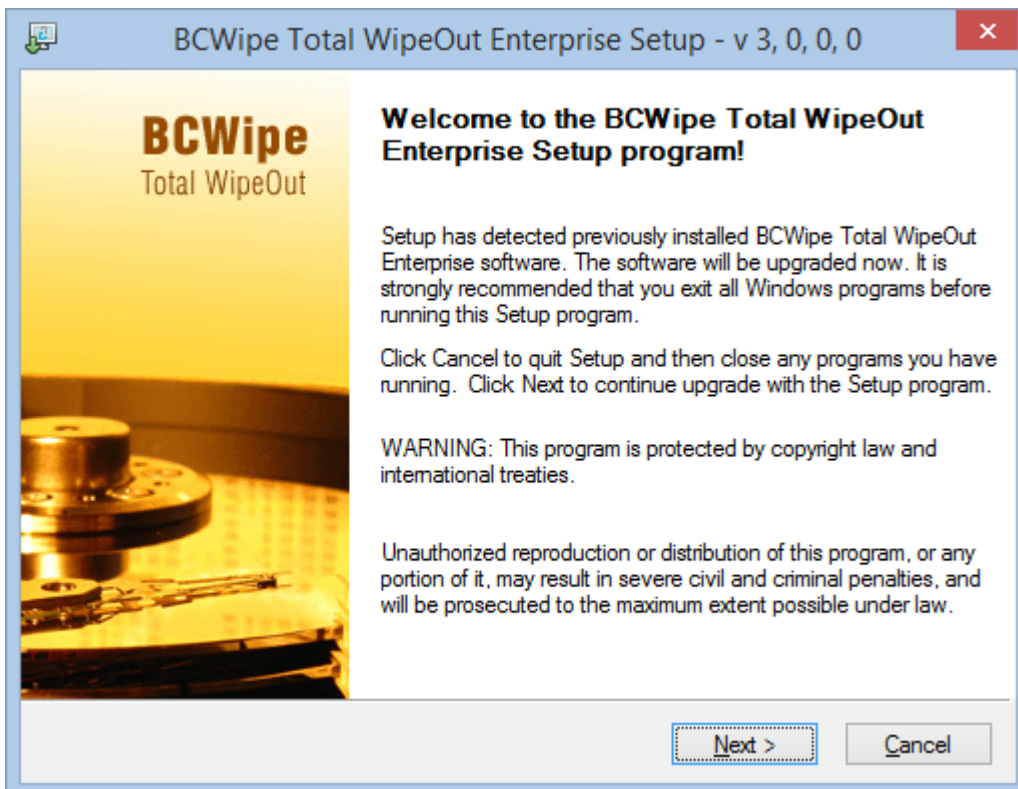 BCWipe Total WipeOut Enterprise Setup - v 3, 0, 0, 0
BCWipe
Total WipeOut
Welcome to the BCWipe Total WipeOut
Enterprise Setup program!
Setup has detected previously installed BCWipe Total WipeOut
Enterprise software. The software will be upgraded now. It is
strongly recommended that you exit all Windows programs before
running this Setup program.
Click Cancel to quit Setup and then close any programs you have
running.  Click Next to continue upgrade with the Setup program.
WARNING: This program is protected by copyright law and
international treaties.
Unauthorized reproduction or distribution of this program, or any
portion of it, may result in severe civil and criminal penalties, and
will be prosecuted to the maximum extent possible under law.
Next >
Cancel